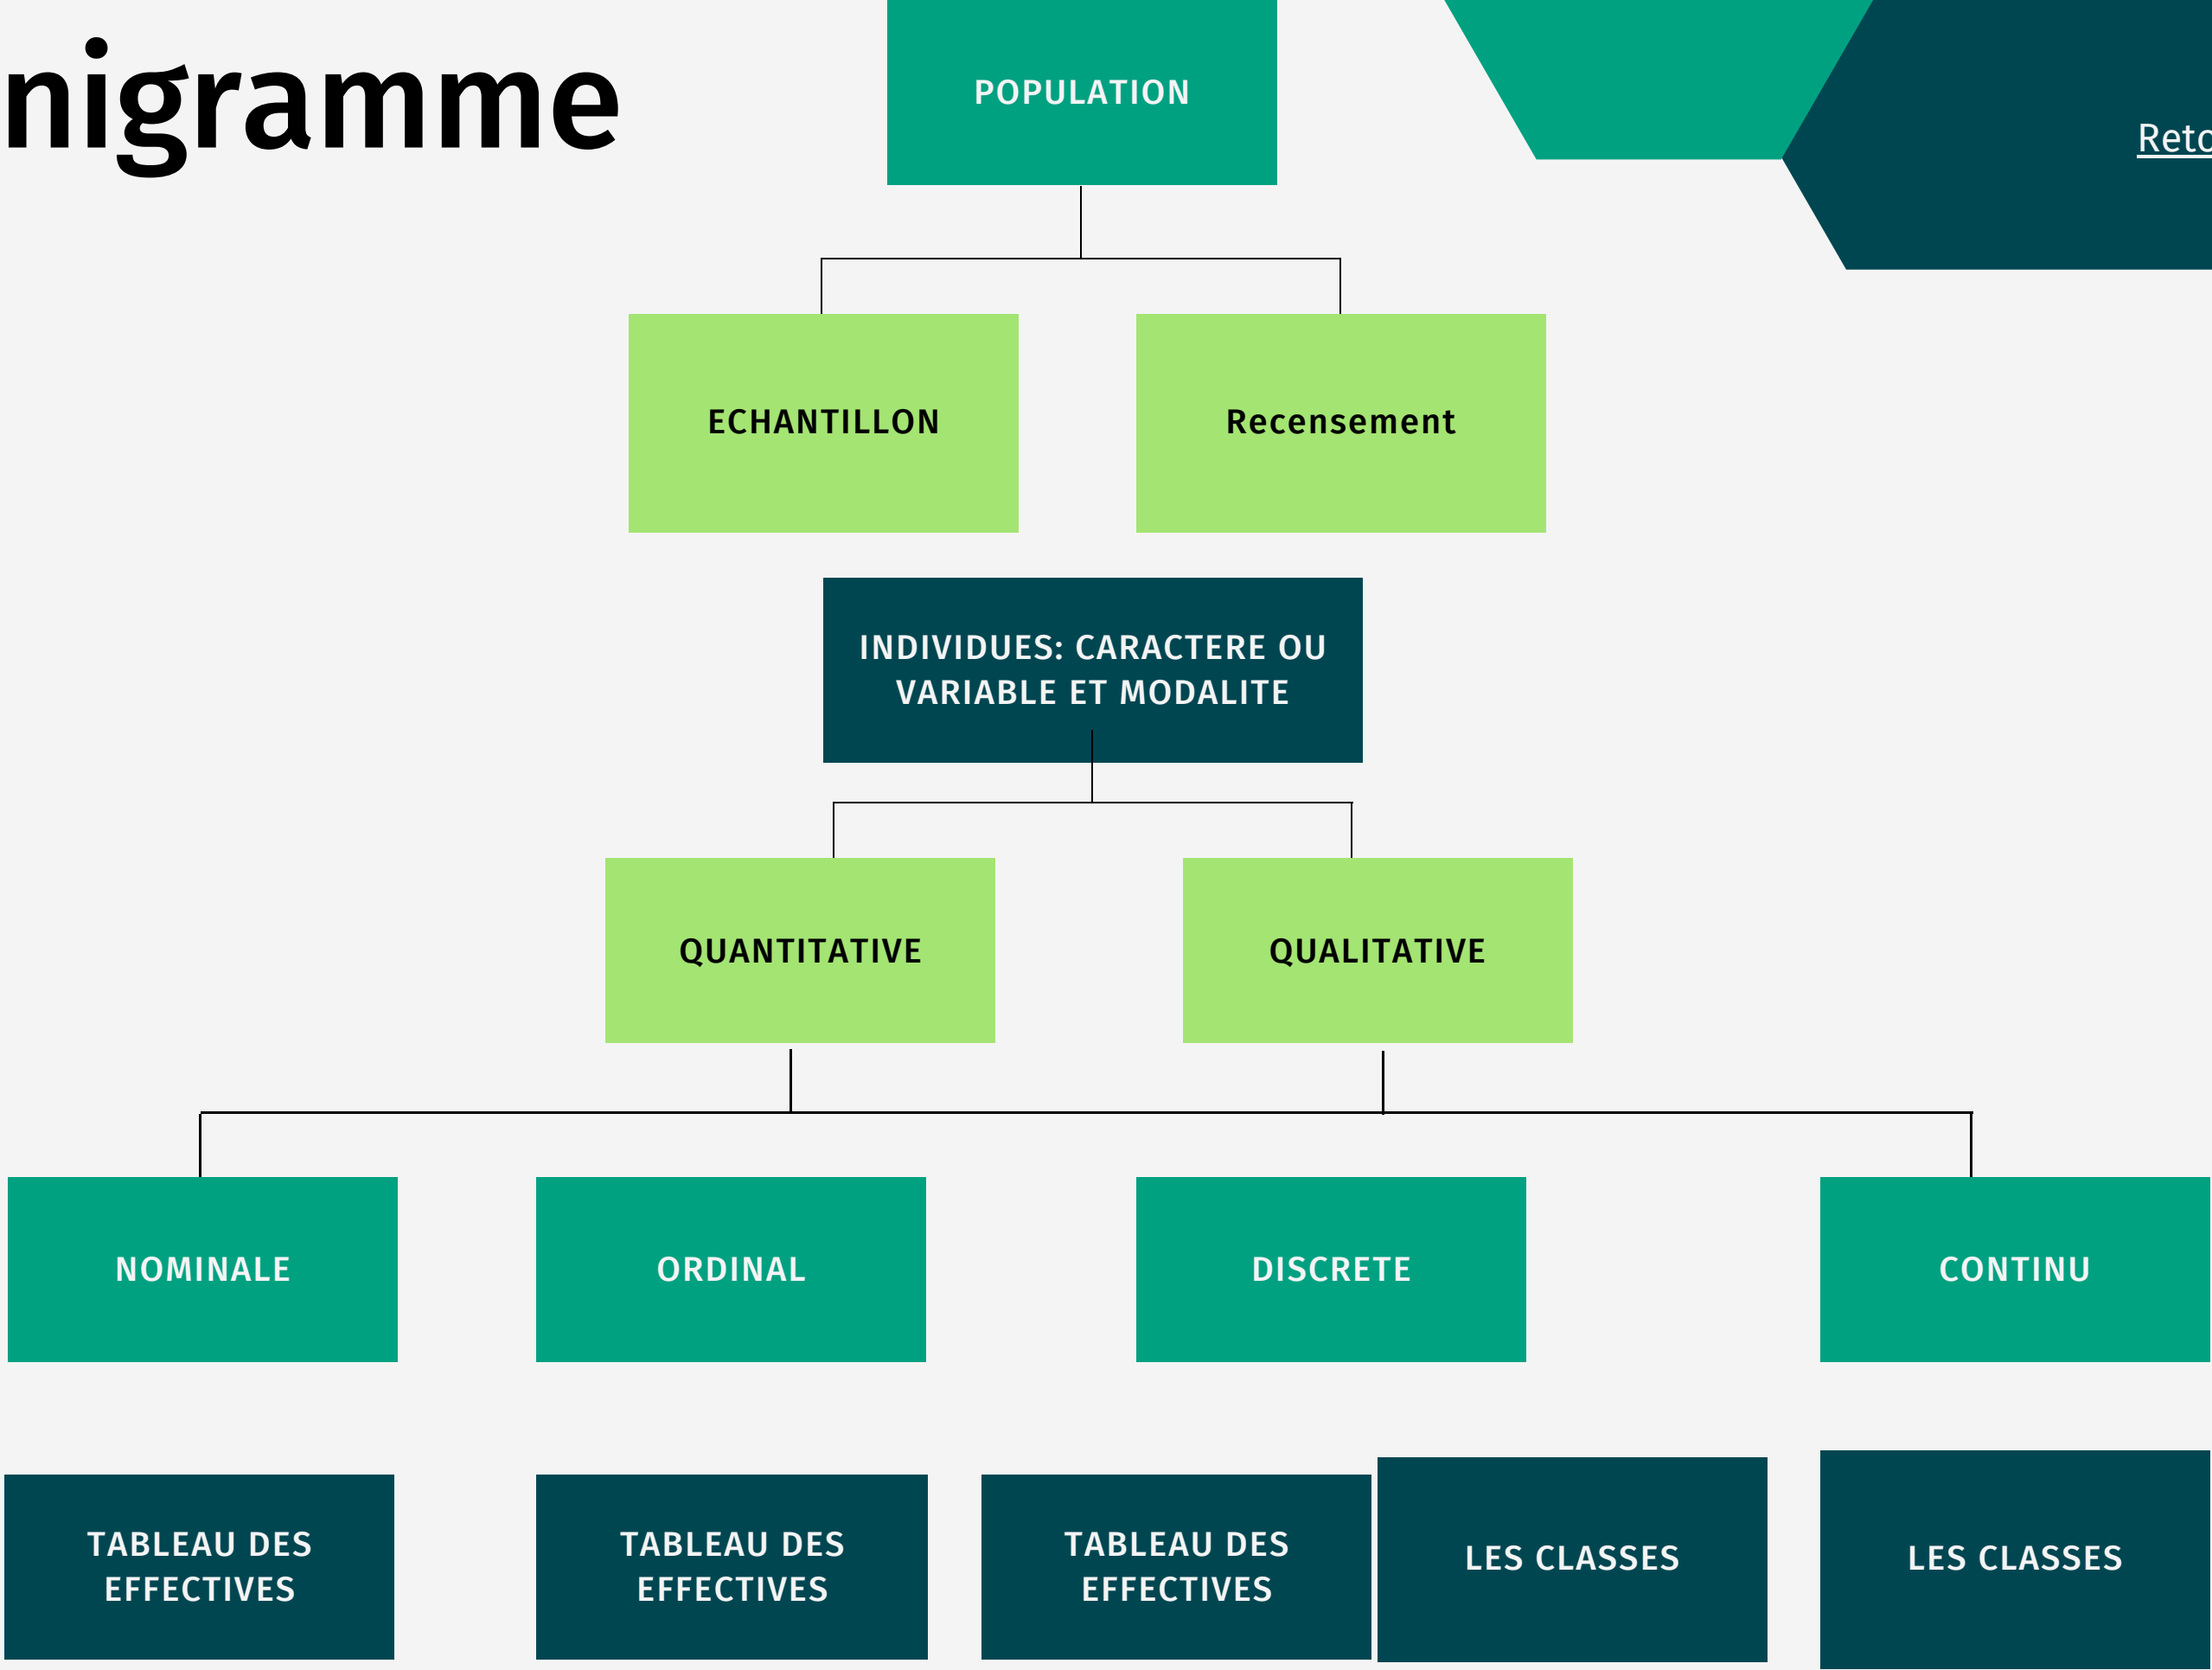 nigramme
POPULATION
Reto
ECHANTILLON
Recensement
INDIVIDUES: CARACTERE OU
VARIABLE ET MODALITE
QUANTITATIVE
QUALITATIVE
NOMINALE
ORDINAL
DISCRETE
CONTINU
TABLEAU DES
EFFECTIVES
TABLEAU DES
EFFECTIVES
TABLEAU DES
EFFECTIVES
LES CLASSES
LES CLASSES